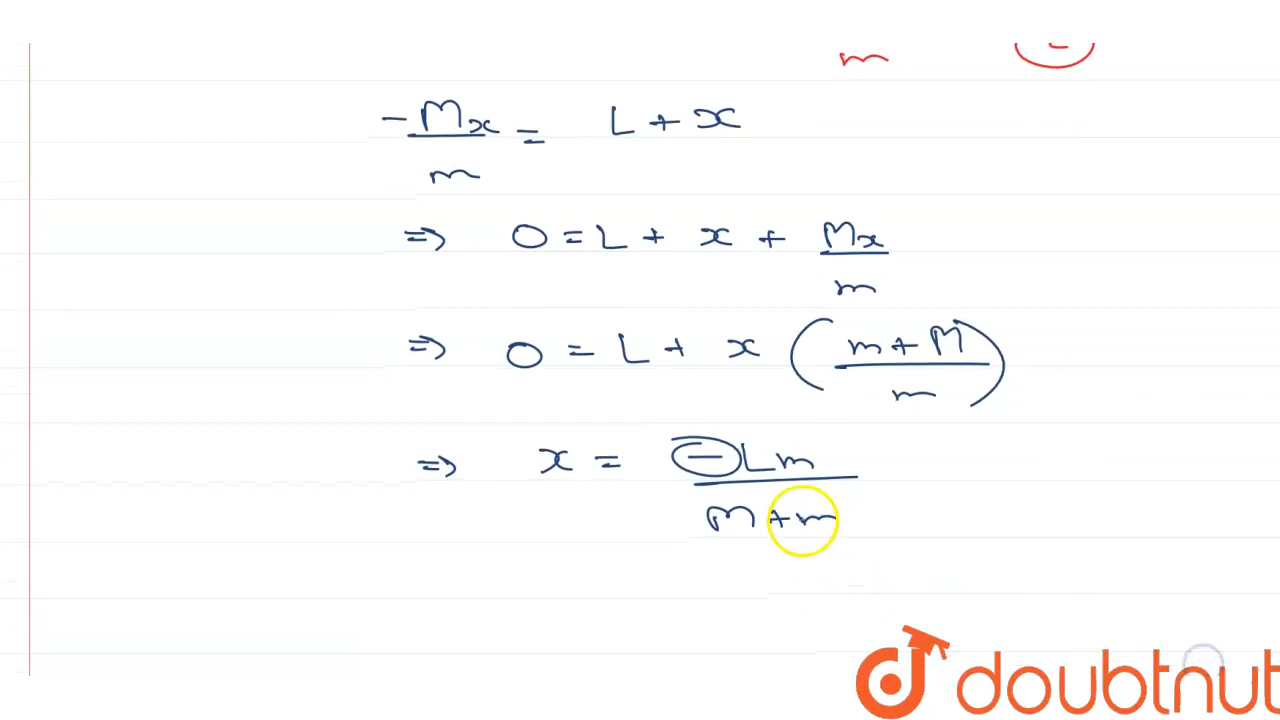 m
-Mx/m = L + x
⇒ 0 = L + x + Mx/m
⇒ 0 = L + x (m + M/m)
⇒ x = -Lm/M+m
doubtnut